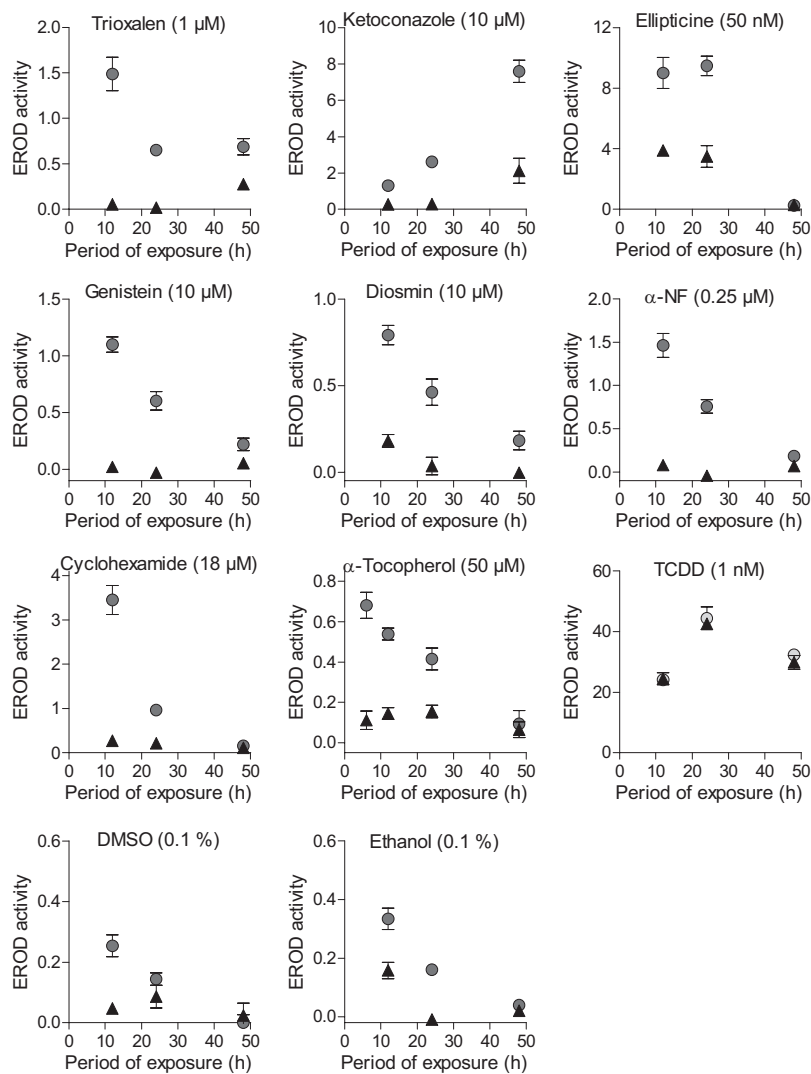 Trioxalen (1 µM)
EROD activity
2.0
1.5
1.0
0.5
0.0
0 10 20 30 40 50
Period of exposure (h)
Ketoconazole (10 µM)
EROD activity
8
6
4
2
0
0 10 20 30 40 50
Period of exposure (h)
Ellipticine (50 nM)
EROD activity
12
8
4
0
0 10 20 30 40 50
Period of exposure (h)
Genistein (10 µM)
EROD activity
1.5
1.0
0.5
0.0
0 10 20 30 40 50
Period of exposure (h)
Diosmin (10 µM)
EROD activity
1.0
0.5
0.0
0 10 20 30 40 50
Period of exposure (h)
α-NF (0.25 µM)
EROD activity
2.0
1.5
1.0
0.5
0.0
0 10 20 30 40 50
Period of exposure (h)
Cyclohexamide (18 µM)
EROD activity
4
3
2
1
0
0 10 20 30 40 50
Period of exposure (h)
α-Tocopherol (50 µM)
EROD activity
0.8
0.6
0.4
0.2
0.0
0 10 20 30 40 50
Period of exposure (h)
TCDD (1 nM)
EROD activity
60
40
20
0
0 10 20 30 40 50
Period of exposure (h)
DMSO (0.1 %)
EROD activity
0.6
0.4
0.2
0.0
0 10 20 30 40 50
Period of exposure (h)
Ethanol (0.1 %)
EROD activity
0.6
0.4
0.2
0.0
0 10 20 30 40 50
Period of exposure (h)